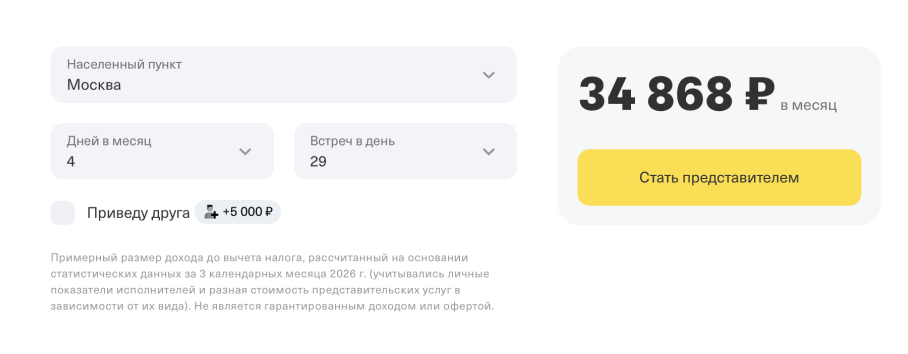 Населенный пункт
Москва
Дней в месяц
4
Встреч в день
29
Приведу друга +5 000 ₽
Примерный размер дохода до вычета налога, рассчитанный на основании
статистических данных за 3 календарных месяца 2026 г. (учитывались личные
показатели исполнителей и разная стоимость представительских услуг в
зависимости от их вида). Не является гарантированным доходом или офертой.
34 868 ₽ в месяц
Стать представителем